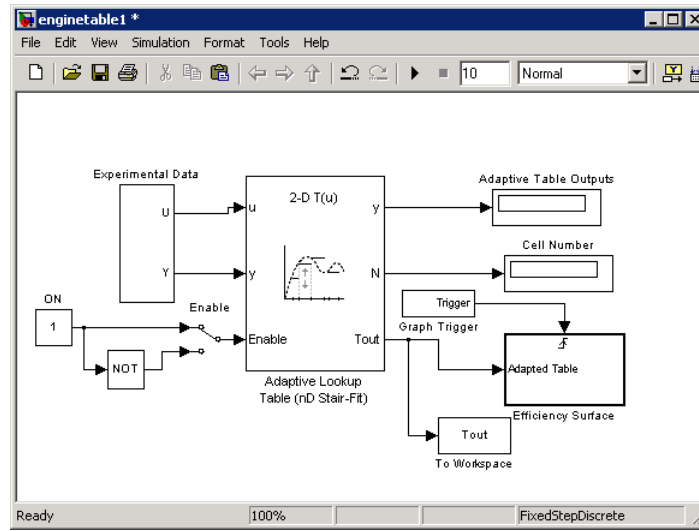 enginetable1 *
File Edit View Simulation Format Tools Help
10 Normal
Experimental Data
U
Y
ON
1
NOT
Enable
2-D T(u)
u
y
Enable
y
N
Tout
Adaptive Lookup
Table (nD Stair-Fit)
Adaptive Table Outputs
Cell Number
Trigger
Graph Trigger
Adapted Table
Efficiency Surface
Tout
To Workspace
Ready 100% FixedStepDiscrete